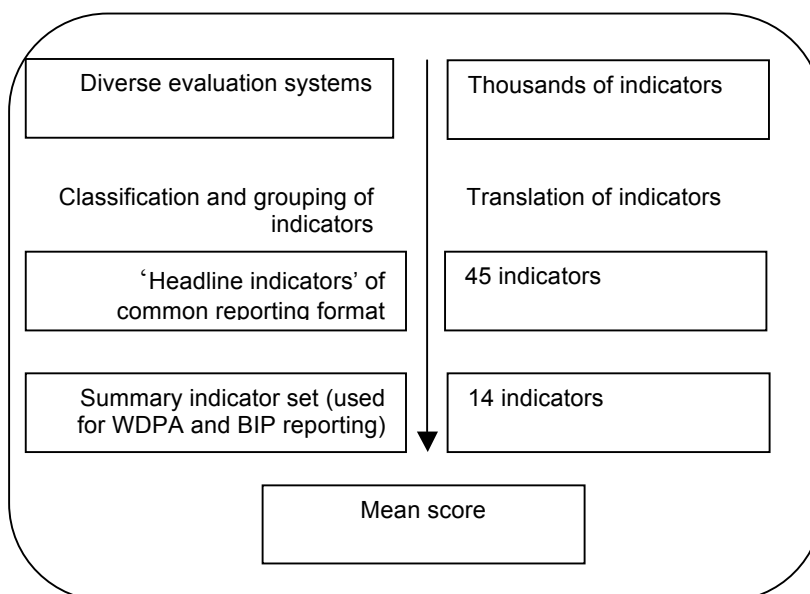 Diverse evaluation systems
Thousands of indicators
Classification and grouping of
indicators
Translation of indicators
‘Headline indicators’ of
common reporting format
45 indicators
Summary indicator set (used
for WDPA and BIP reporting)
14 indicators
Mean score